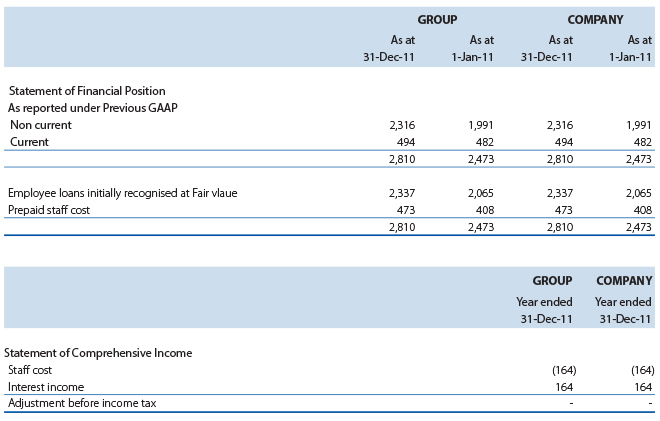 GROUP COMPANY
As at As at As at As at
31-Dec-11 1-Jan-11 31-Dec-11 1-Jan-11
Statement of Financial Position
As reported under Previous GAAP
Non current 2,316 1,991 2,316 1,991
Current 494 482 494 482
2,810 2,473 2,810 2,473
Employee loans initially recognised at Fair vlaue 2,337 2,065 2,337 2,065
Prepaid staff cost 473 408 473 408
2,810 2,473 2,810 2,473
GROUP COMPANY
Year ended Year ended
31-Dec-11 31-Dec-11
Statement of Comprehensive Income
Staff cost (164) (164)
Interest income 164 164
Adjustment before income tax - -